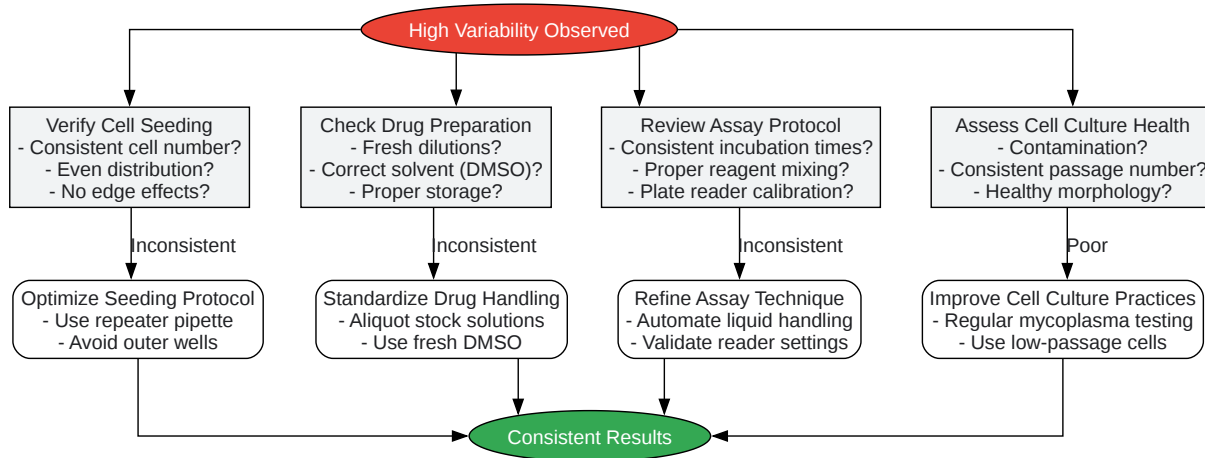 High Variability Observed
Verify Cell Seeding
- Consistent cell number?
- Even distribution?
- No edge effects?
Check Drug Preparation
- Fresh dilutions?
- Correct solvent (DMSO)?
- Proper storage?
Review Assay Protocol
- Consistent incubation times?
- Proper reagent mixing?
- Plate reader calibration?
Assess Cell Culture Health
- Contamination?
- Consistent passage number?
- Healthy morphology?
Inconsistent
Inconsistent
Inconsistent
Poor
Optimize Seeding Protocol
- Use repeater pipette
- Avoid outer wells
Standardize Drug Handling
- Aliquot stock solutions
- Use fresh DMSO
Refine Assay Technique
- Automate liquid handling
- Validate reader settings
Improve Cell Culture Practices
- Regular mycoplasma testing
- Use low-passage cells
Consistent Results